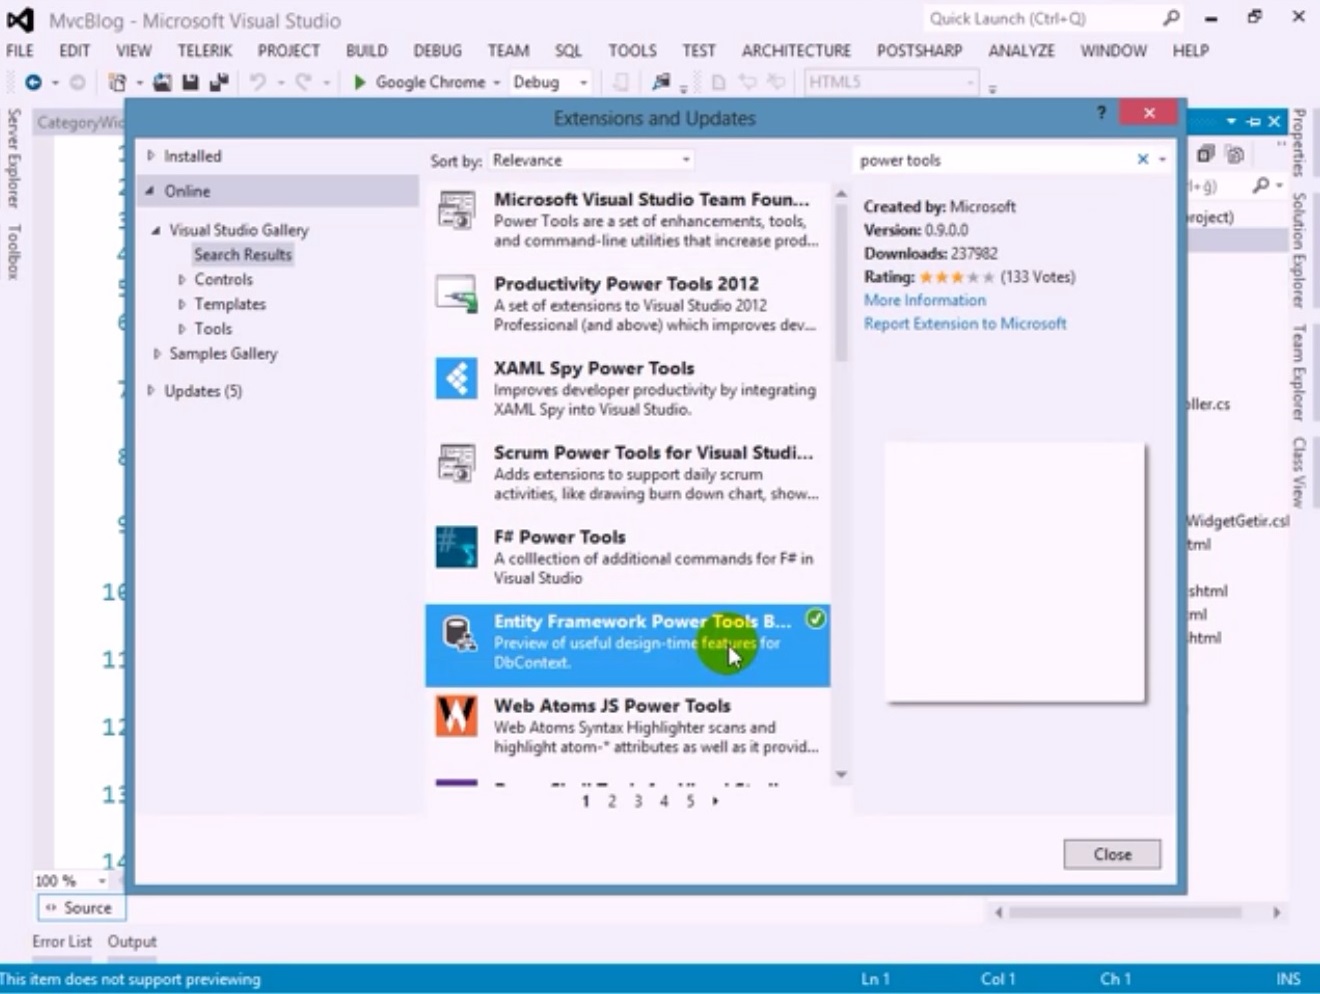 MvcBlog - Microsoft Visual Studio
Quick Launch (Ctrl+Q)
FILE EDIT VIEW TELERIK PROJECT BUILD DEBUG TEAM SQL TOOLS TEST ARCHITECTURE POSTSHARP ANALYZE WINDOW HELP
Google Chrome Debug HTML5
Server Explorer
Toolbox
CategoryWid
Extensions and Updates
?
Installed
Online
Visual Studio Gallery
Search Results
Controls
Templates
Tools
Samples Gallery
Updates (5)
Sort by: Relevance
Microsoft Visual Studio Team Foun...
Power Tools are a set of enhancements, tools,
and command-line utilities that increase prod...
Productivity Power Tools 2012
A set of extensions to Visual Studio 2012
Professional (and above) which improves dev...
XAML Spy Power Tools
Improves developer productivity by integrating
XAML Spy into Visual Studio.
Scrum Power Tools for Visual Studi...
Adds extensions to support daily scrum
activities, like drawing burn down chart, show...
F# Power Tools
A colllection of additional commands for F# in
Visual Studio
Entity Framework Power Tools B...
Preview of useful design-time features for
DbContext.
Web Atoms JS Power Tools
Web Atoms Syntax Highlighter scans and
highlight atom-* attributes as well as it provid...
1 2 3 4 5
power tools
Created by: Microsoft
Version: 0.9.0.0
Downloads: 237982
Rating: (133 Votes)
More Information
Report Extension to Microsoft
Close
roject)
ller.cs
WidgetGetir.csl
tml
shtml
ml
html
Properties
Solution Explorer
Team Explorer
Class View
10
11
12
13
14
100 %
Source
Error List Output
This item does not support previewing
Ln 1 Col 1 Ch 1 INS